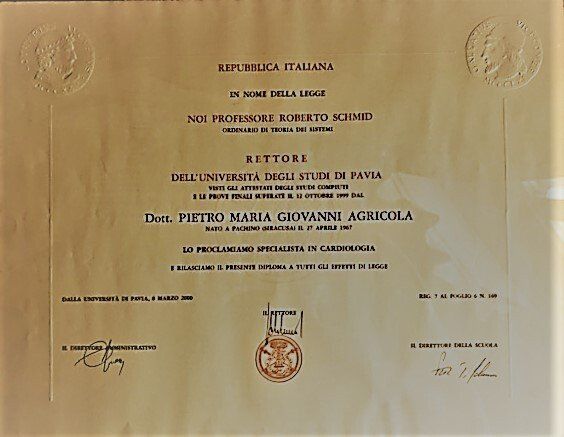 REPUBBLICA ITALIANA
IN NOME DELLA LEGGE
NOI PROFESSORE ROBERTO SCHMID
ORDINARIO DI TEORIA DEI SISTEMI
RETTORE
DELL'UNIVERSITÀ DEGLI STUDI DI PAVIA
VISTI GLI ATTESTATI DEGLI STUDI COMPIUTI
E LE PROVE FINALI SUPERATE IL 12 OTTOBRE 1999 DAL
Dott. PIETRO MARIA GIOVANNI AGRICOLA
NATO A PACHINO (SIRACUSA) IL 27 APRILE 1967
LO PROCLAMIAMO SPECIALISTA IN CARDIOLOGIA
E RILASCIAMO IL PRESENTE DIPLOMA A TUTTI GLI EFFETTI DI LEGGE
DALLA UNIVERSITÀ DI PAVIA, 8 MARZO 2000
REG. 7 AL FOGLIO 6 N. 160
IL RETTORE
IL DIRETTORE AMMINISTRATIVO
IL DIRETTORE DELLA SCUOLA